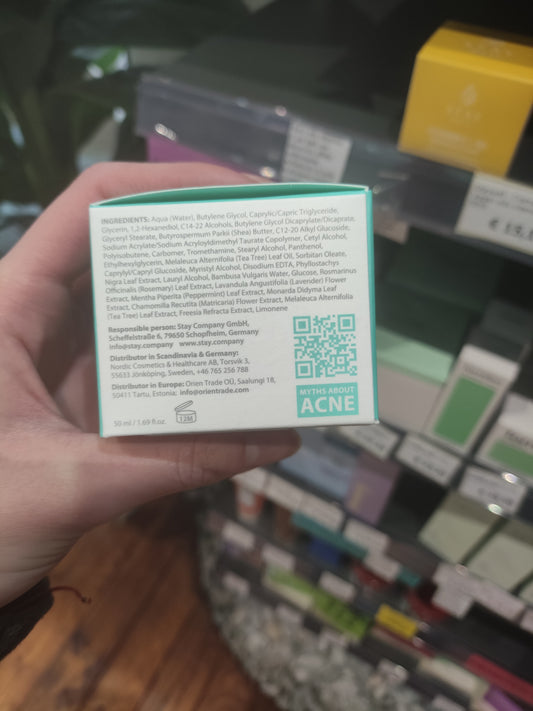 INGREDIENTS: Aqua (Water), Butylene Glycol, Caprylic/Capric Triglyceride,
Glycerin, 1,2-Hexanediol, C14-22 Alcohols, Butylene Glycol Dicaprylate/Dicaprate,
Glyceryl Stearate, Butyrospermum Parkii (Shea) Butter, C12-20 Alkyl Glucoside,
Sodium Acrylate/Sodium Acryloyldimethyl Taurate Copolymer, Cetyl Alcohol,
Polyisobutene, Carbomer, Tromethamine, Stearyl Alcohol, Panthenol,
Ethylhexylglycerin, Melaleuca Alternifolia (Tea Tree) Leaf Oil, Sorbitan Oleate,
Caprylyl/Capryl Glucoside, Myristyl Alcohol, Disodium EDTA, Phyllostachys
Nigra Leaf Extract, Lauryl Alcohol, Bambusa Vulgaris Water, Glucose, Rosmarinus
Officinalis (Rosemary) Leaf Extract, Lavandula Angustifolia (Lavender) Flower
Extract, Mentha Piperita (Peppermint) Leaf Extract, Monarda Didyma Leaf
Extract, Chamomilla Recutita (Matricaria) Flower Extract, Melaleuca Alternifolia
(Tea Tree) Leaf Extract, Freesia Refracta Extract, Limonene
Responsible person: Stay Company GmbH,
Scheffelstraße 6, 79650 Schopfheim, Germany
info@stay.company www.stay.company
Distributor in Scandinavia & Germany:
Nordic Cosmetics & Healthcare AB, Torsvik 3,
55633 Jönköping, Sweden, +46 765 256 788
Distributor in Europe: Orien Trade OÜ, Saalungi 18,
50411 Tartu, Estonia; info@orientrade.com
12M
50 ml / 1.69 fl.oz.
MYTHS ABOUT
ACNE